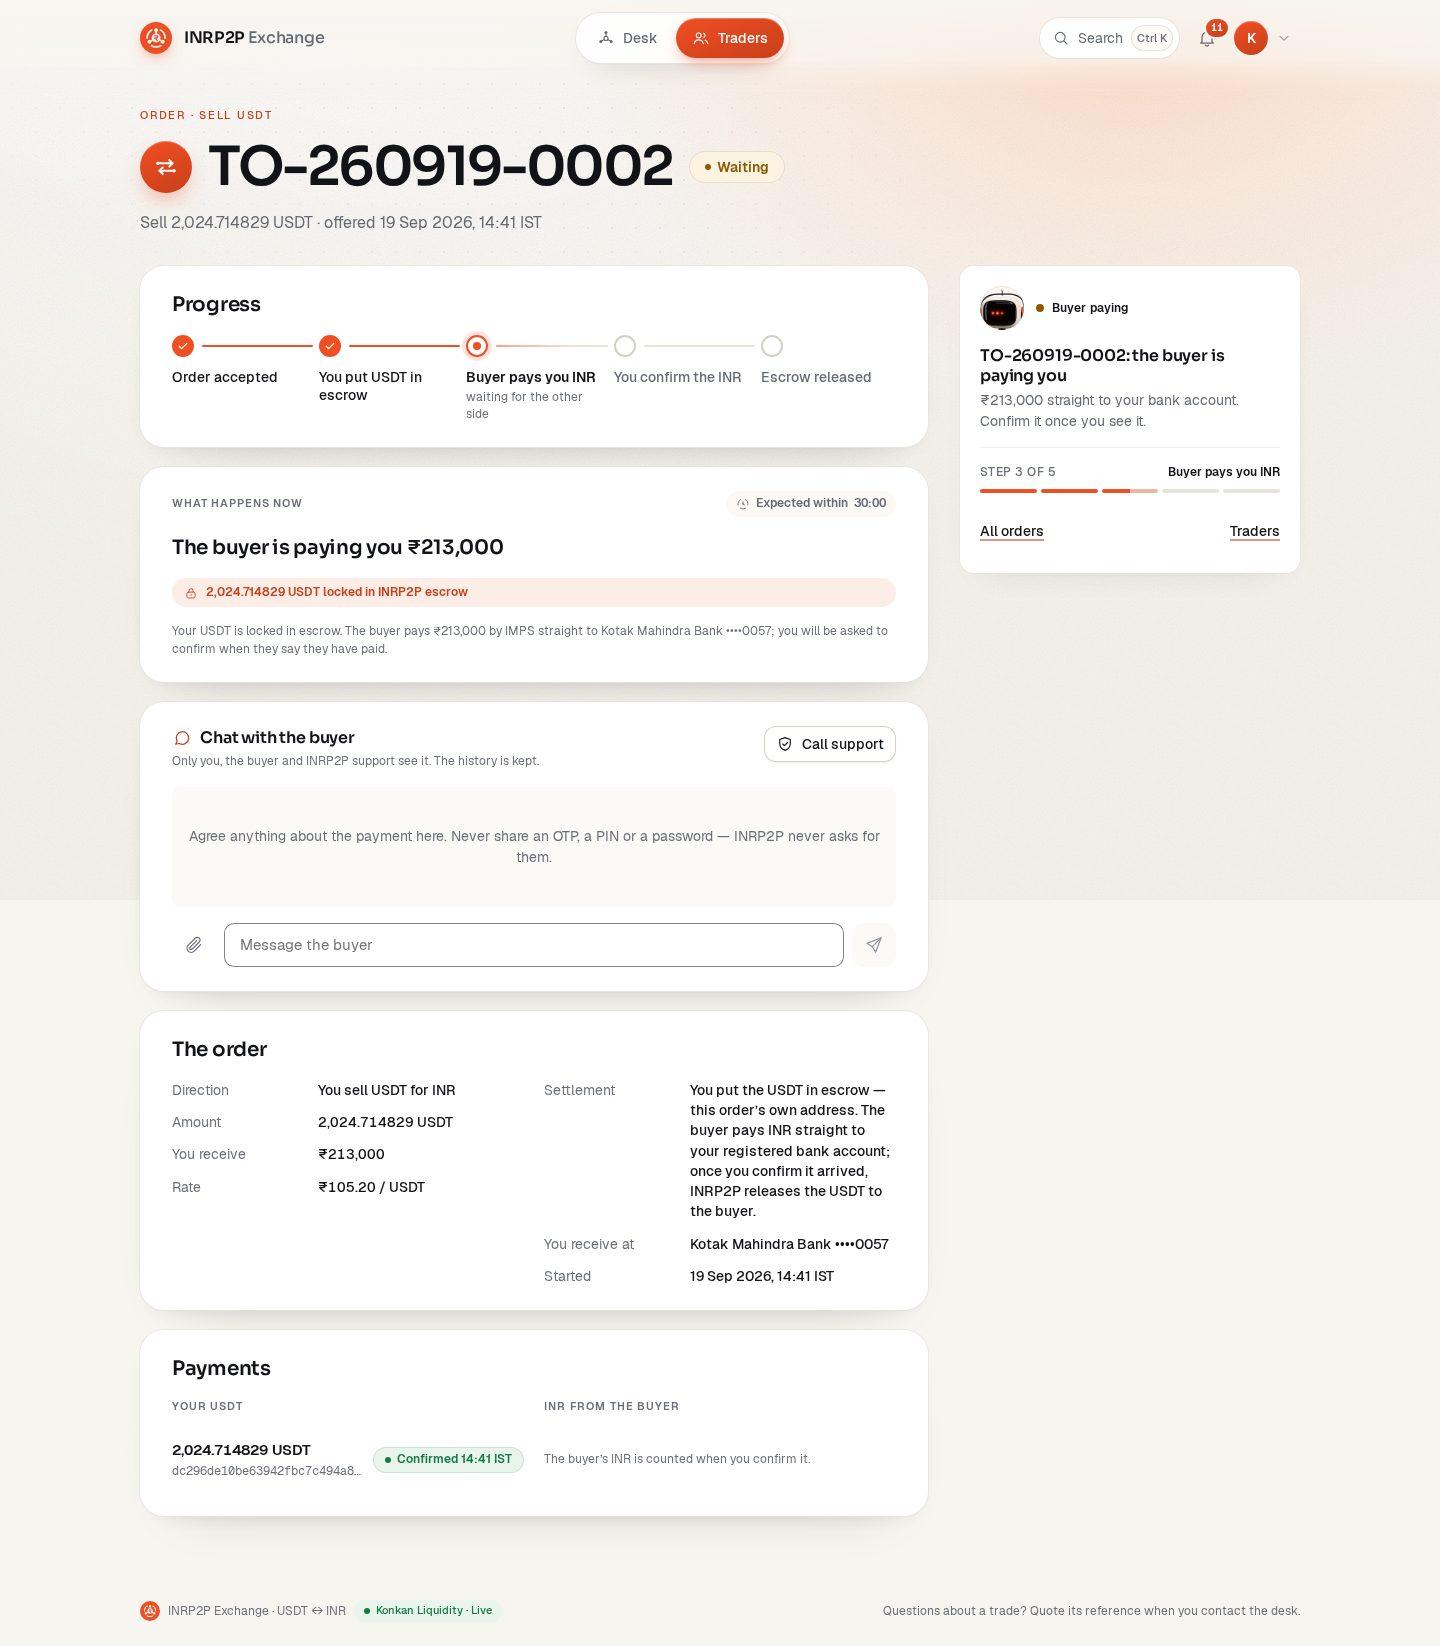 INRP2P Exchange
Desk
Traders
Search
Ctrl K
11
K
ORDER · SELL USDT
TO-260919-0002
Waiting
Sell 2,024.714829 USDT · offered 19 Sep 2026, 14:41 IST
Progress
Order accepted
You put USDT in
escrow
Buyer pays you INR
waiting for the other
side
You confirm the INR
Escrow released
Buyer paying
TO-260919-0002: the buyer is
paying you
₹213,000 straight to your bank account.
Confirm it once you see it.
STEP 3 OF 5
Buyer pays you INR
All orders
Traders
WHAT HAPPENS NOW
Expected within 30:00
The buyer is paying you ₹213,000
2,024.714829 USDT locked in INRP2P escrow
Your USDT is locked in escrow. The buyer pays ₹213,000 by IMPS straight to Kotak Mahindra Bank ••••0057; you will be asked to
confirm when they say they have paid.
Chat with the buyer
Only you, the buyer and INRP2P support see it. The history is kept.
Call support
Agree anything about the payment here. Never share an OTP, a PIN or a password — INRP2P never asks for
them.
Message the buyer
The order
Direction
You sell USDT for INR
Amount
2,024.714829 USDT
You receive
₹213,000
Rate
₹105.20 / USDT
Settlement
You put the USDT in escrow —
this order's own address. The
buyer pays INR straight to
your registered bank account;
once you confirm it arrived,
INRP2P releases the USDT to
the buyer.
You receive at
Kotak Mahindra Bank ••••0057
Started
19 Sep 2026, 14:41 IST
Payments
YOUR USDT
2,024.714829 USDT
dc296de10be63942fbc7c494a8…
Confirmed 14:41 IST
INR FROM THE BUYER
The buyer's INR is counted when you confirm it.
INRP2P Exchange · USDT ↔ INR
Konkan Liquidity · Live
Questions about a trade? Quote its reference when you contact the desk.